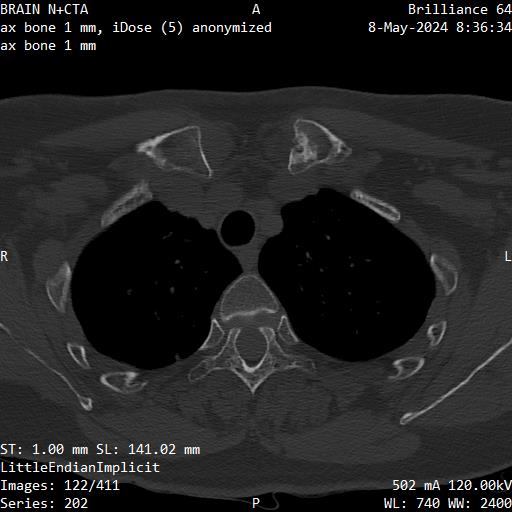 BRAIN N+CTA A Brilliance 64
ax bone 1 mm, iDose (5) anonymized 8-May-2024 8:36:34
ax bone 1 mm
R L
ST: 1.00 mm SL: 141.02 mm
LittleEndianImplicit
Images: 122/411 502 mA 120.00kV
Series: 202 P WL: 740 WW: 2400